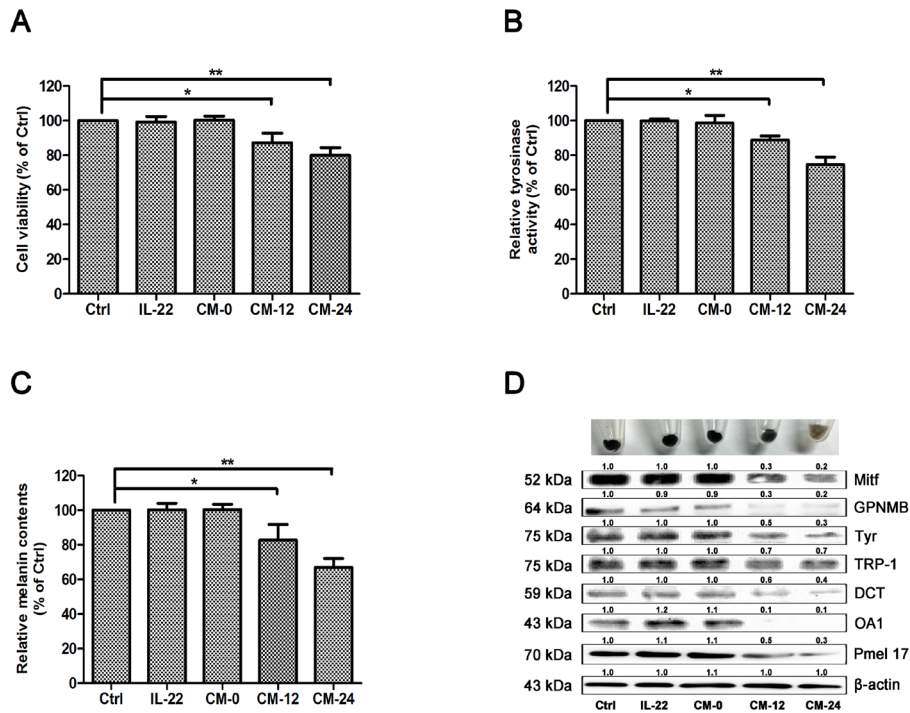 A
**
*
120
100
80
60
40
20
0
Cell viability (% of Ctrl)
Ctrl IL-22 CM-0 CM-12 CM-24
B
**
*
120
100
80
60
40
20
0
Relative tyrosinase
activity (% of Ctrl)
Ctrl IL-22 CM-0 CM-12 CM-24
C
**
*
120
100
80
60
40
20
0
Relative melanin contents
(% of Ctrl)
Ctrl IL-22 CM-0 CM-12 CM-24
D
1.0 1.0 1.0 0.3 0.2
52 kDa Mitf
1.0 0.9 0.9 0.3 0.2
64 kDa GPNMB
1.0 1.0 1.0 0.5 0.3
75 kDa Tyr
1.0 1.0 1.0 0.7 0.7
75 kDa TRP-1
1.0 1.0 1.0 0.6 0.4
59 kDa DCT
1.0 1.2 1.1 0.1 0.1
43 kDa OA1
1.0 1.1 1.1 0.5 0.3
70 kDa Pmel 17
1.0 1.0 1.1 1.0 1.0
43 kDa β-actin
Ctrl IL-22 CM-0 CM-12 CM-24